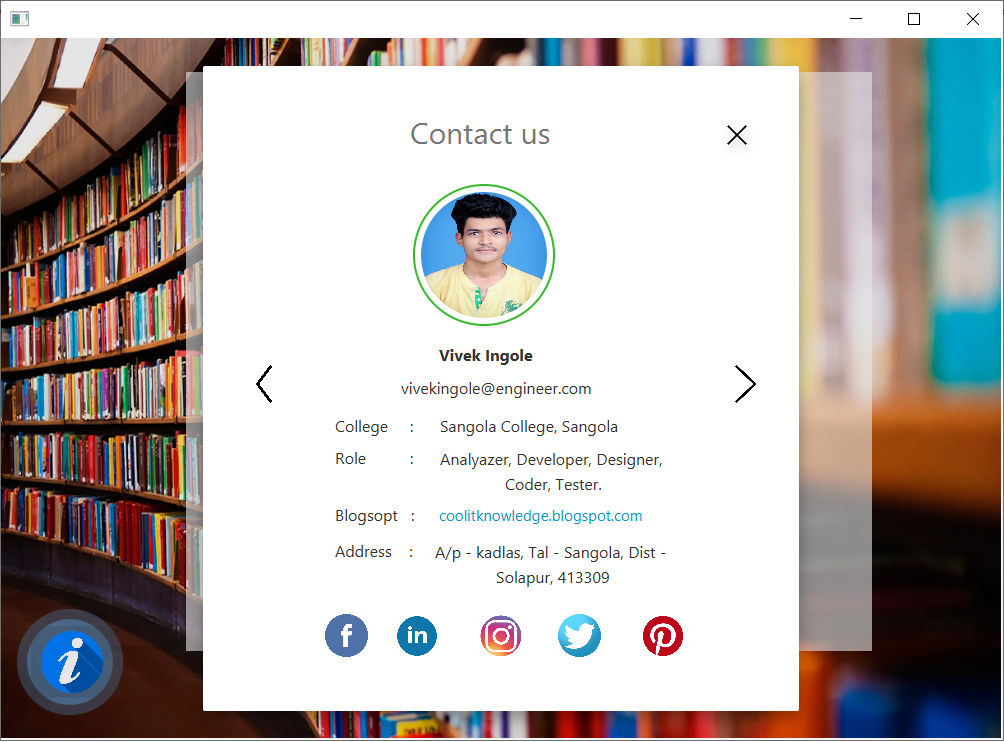 Contact us
Vivek Ingole
vivekingole@engineer.com
College : Sangola College, Sangola
Role : Analyazer, Developer, Designer,
Coder, Tester.
Blogsopt : coolitknowledge.blogspot.com
Address : A/p - kadlas, Tal - Sangola, Dist -
Solapur, 413309
f in
i